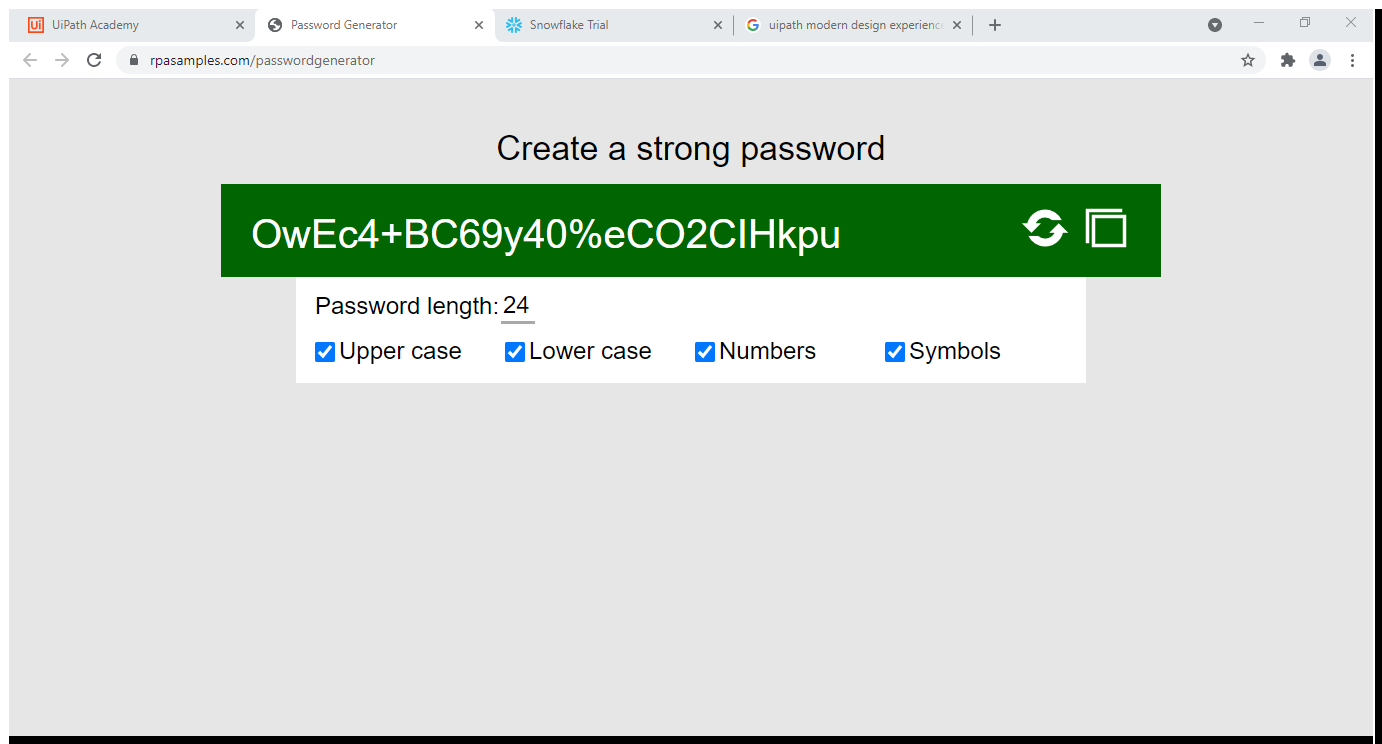 UiPath Academy
Password Generator
Snowflake Trial
uipath modern design experience
rpasamples.com/passwordgenerator
Create a strong password
OwEc4+BC69y40%eCO2CIHkpu
Password length: 24
Upper case
Lower case
Numbers
Symbols